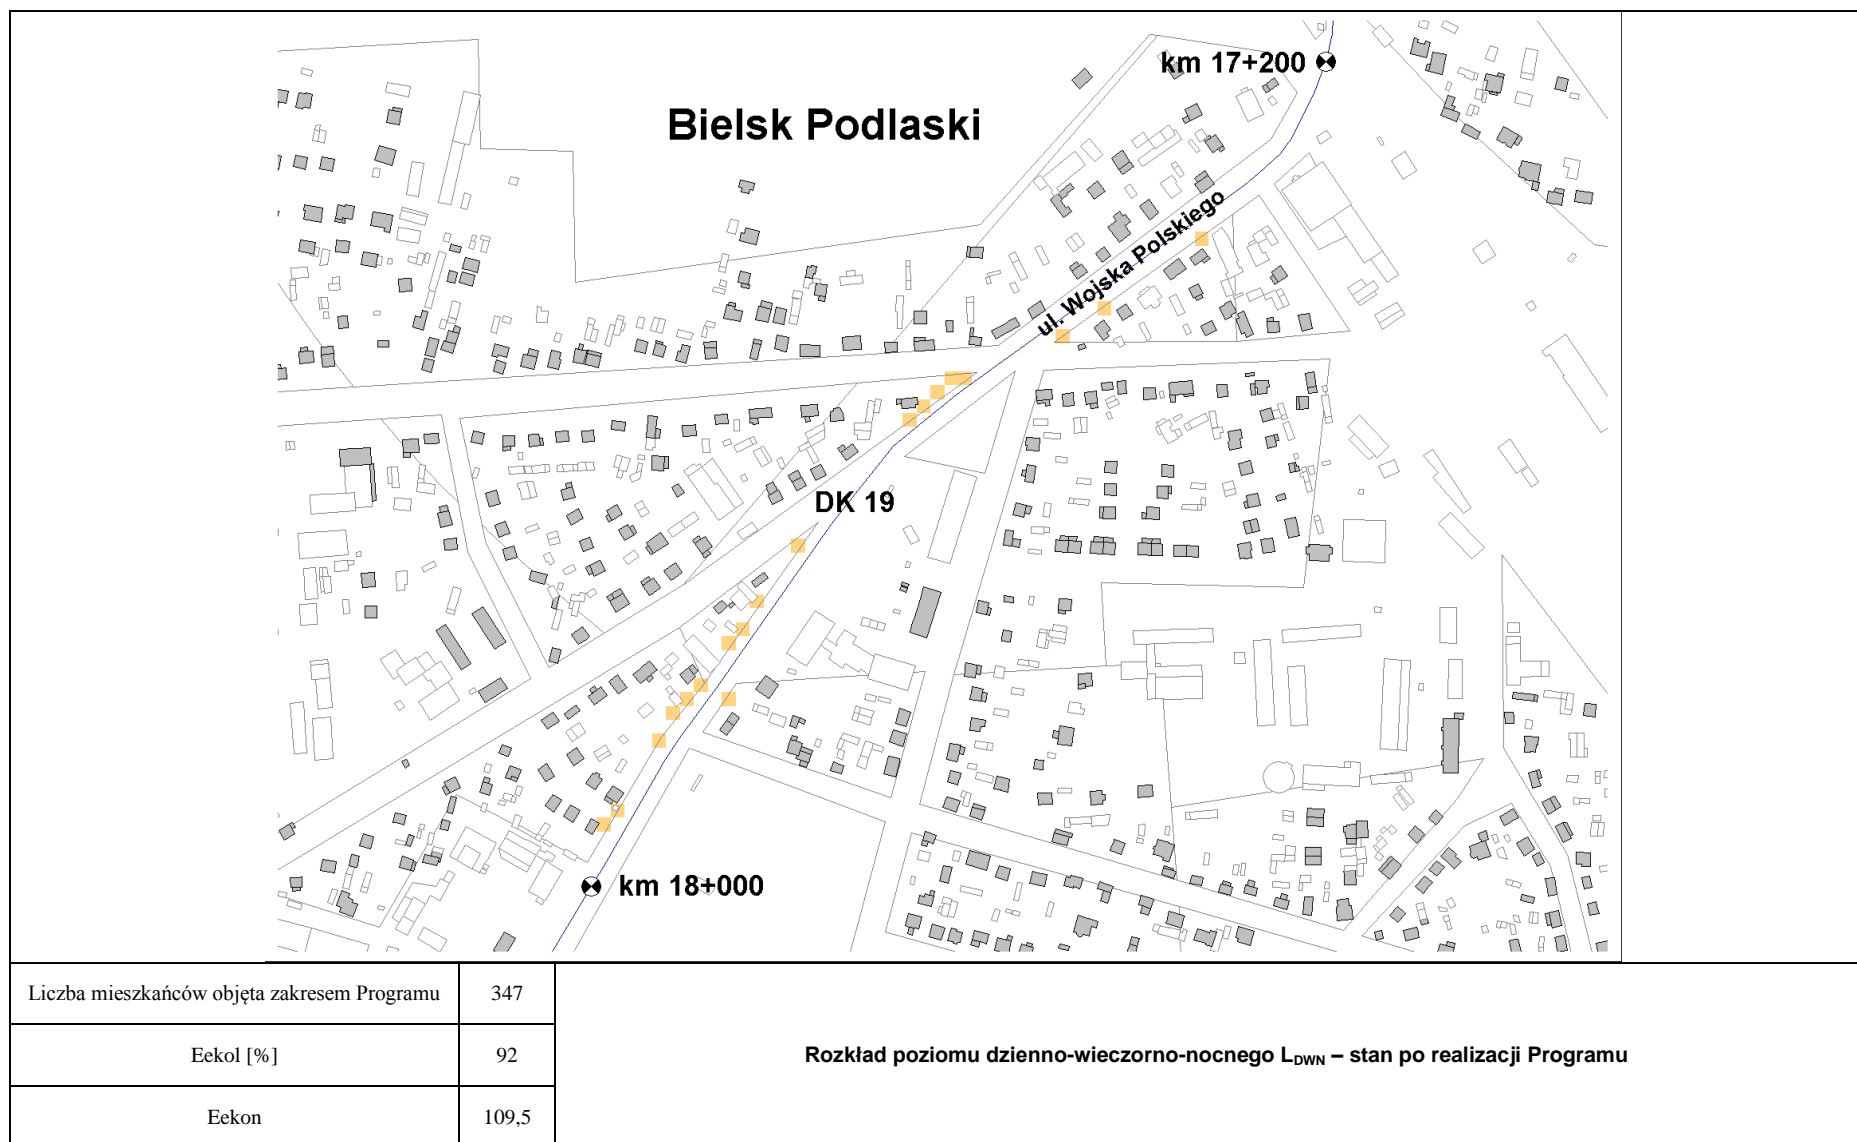 km 17+200
Bielsk Podlaski
ul. Wojska Polskiego
DK 19
km 18+000
Liczba mieszkańców objęta zakresem Programu 347
Eekol [%] 92
Eekon 109,5
Rozkład poziomu dzienno-wieczorno-nocnego LDWN – stan po realizacji Programu